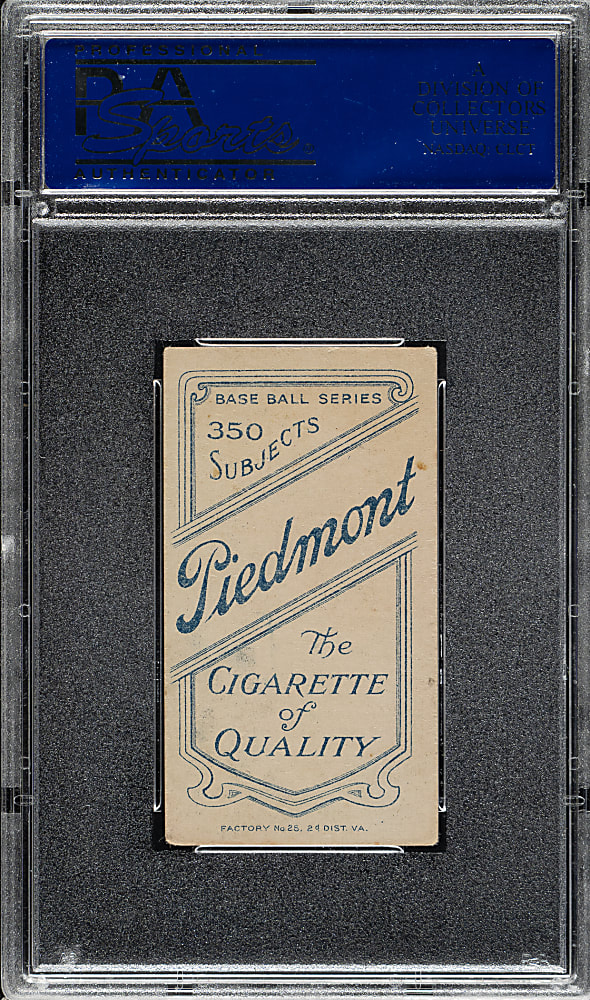 PROFESSIONAL
PSA
Sports®
AUTHENTICATOR
A
DIVISION OF
COLLECTORS
UNIVERSE
NASDAQ: CLCT
BASE BALL SERIES
350
SUBJECTS
Piedmont
The
CIGARETTE
of
QUALITY
FACTORY No 25. 2d DIST. VA.